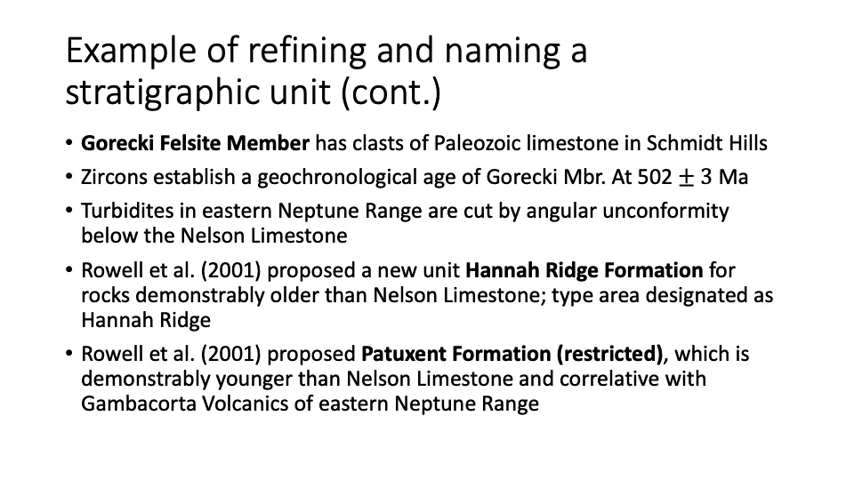 Example of refining and naming a
stratigraphic unit (cont.)
• Gorecki Felsite Member has clasts of Paleozoic limestone in Schmidt Hills
• Zircons establish a geochronological age of Gorecki Mbr. At 502 ± 3 Ma
• Turbidites in eastern Neptune Range are cut by angular unconformity
below the Nelson Limestone
• Rowell et al. (2001) proposed a new unit Hannah Ridge Formation for
rocks demonstrably older than Nelson Limestone; type area designated as
Hannah Ridge
• Rowell et al. (2001) proposed Patuxent Formation (restricted), which is
demonstrably younger than Nelson Limestone and correlative with
Gambacorta Volcanics of eastern Neptune Range